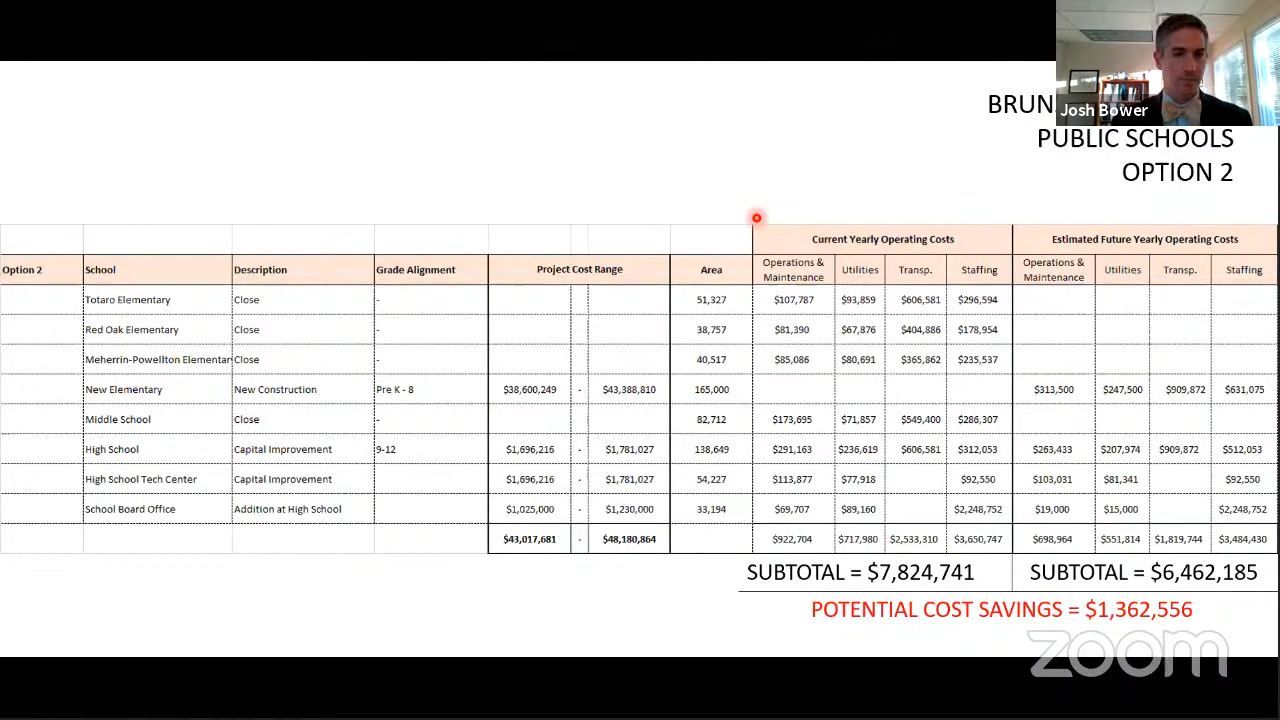 Josh Bower
BRUN
PUBLIC SCHOOLS
OPTION 2
Current Yearly Operating Costs Estimated Future Yearly Operating Costs
Option 2 School Description Grade Alignment Project Cost Range Area Operations & Maintenance Utilities Transp. Staffing Operations & Maintenance Utilities Transp. Staffing
Totaro Elementary Close - 51,327 $107,787 $93,859 $606,581 $296,594
Red Oak Elementary Close - 38,757 $81,390 $67,876 $404,886 $178,954
Meherrin-Powellton Elementar Close - 40,517 $85,086 $80,691 $365,862 $235,537
New Elementary New Construction Pre K - 8 $38,600,249 - $43,388,810 165,000 $313,500 $247,500 $909,872 $631,075
Middle School Close - 82,712 $173,695 $71,857 $549,400 $286,307
High School Capital Improvement 9-12 $1,696,216 - $1,781,027 138,649 $291,163 $236,619 $606,581 $312,053 $263,433 $207,974 $909,872 $512,053
High School Tech Center Capital Improvement $1,696,216 - $1,781,027 54,227 $113,877 $77,918 $92,550 $103,031 $81,341 $92,550
School Board Office Addition at High School $1,025,000 - $1,230,000 33,194 $69,707 $89,160 $2,248,752 $19,000 $15,000 $2,248,752
$43,017,681 - $48,180,864 $922,704 $717,980 $2,533,310 $3,650,747 $698,964 $551,814 $1,819,744 $3,484,430
SUBTOTAL = $7,824,741 SUBTOTAL = $6,462,185
POTENTIAL COST SAVINGS = $1,362,556
zoom